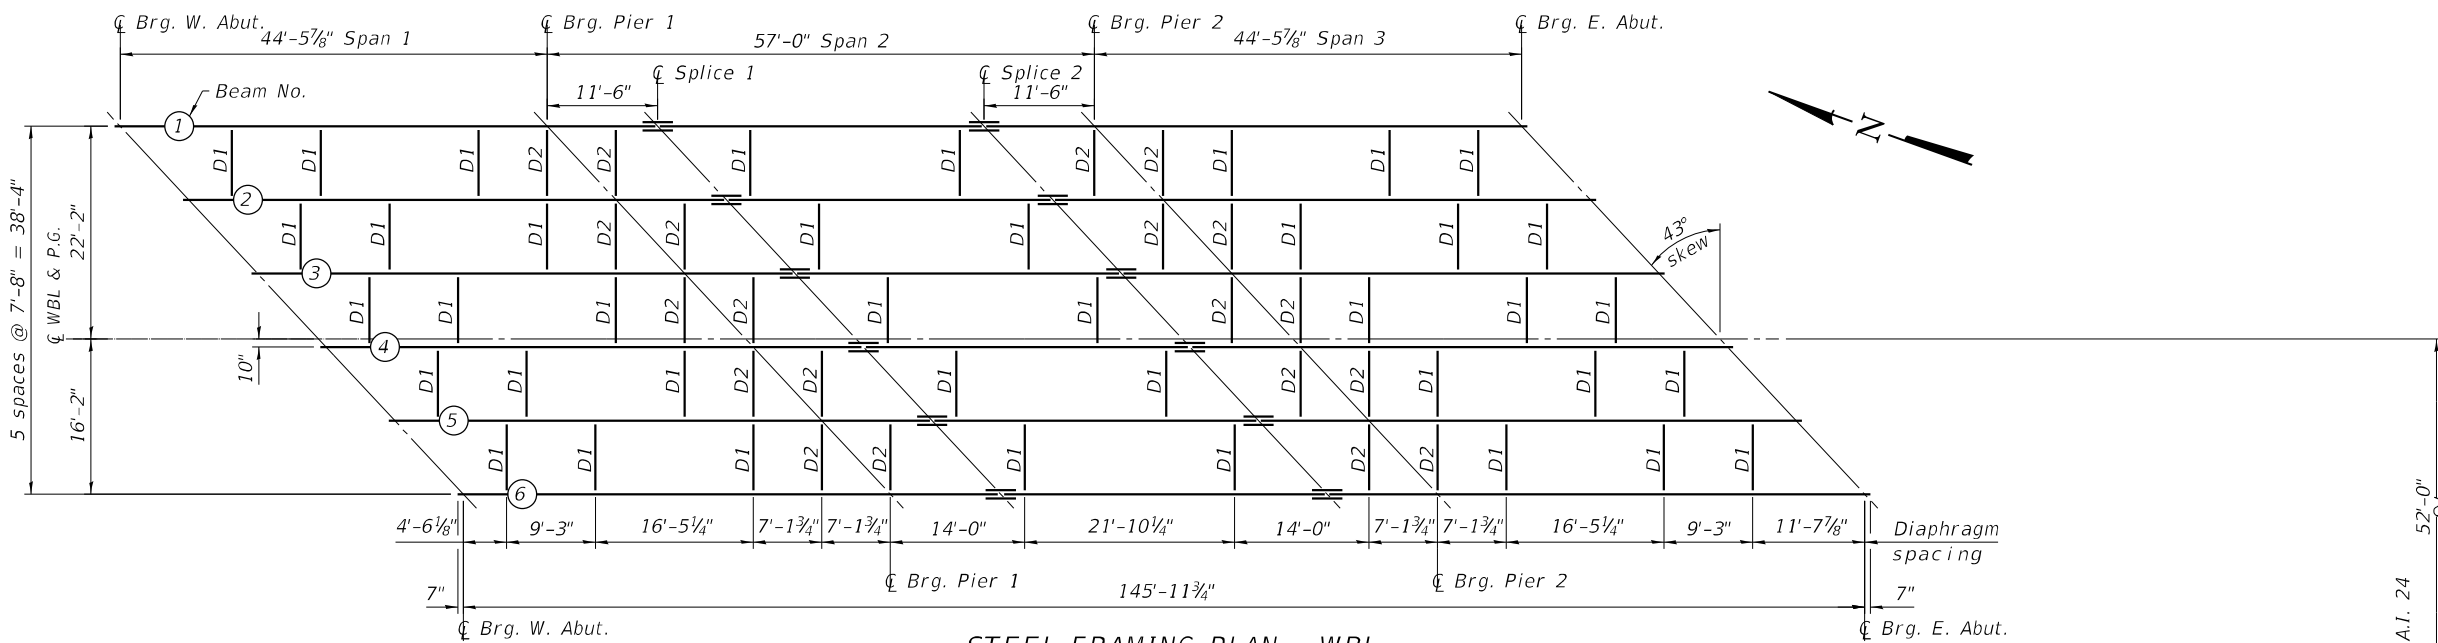 ℄ Brg. W. Abut.
℄ Brg. Pier 1
℄ Brg. Pier 2
℄ Brg. E. Abut.
44'-5⅞" Span 1
57'-0" Span 2
44'-5⅞" Span 3
℄ Splice 1
℄ Splice 2
11'-6"
11'-6"
Beam No.
N
1
D1 D1 D1 D2 D2 D1 D1 D2 D2 D1 D1 D1
2
D1 D1 D1 D2 D2 D1 D1 D2 D2 D1 D1 D1
3
43° skew
D1 D1 D1 D2 D2 D1 D1 D2 D2 D1 D1 D1
4
D1 D1 D1 D2 D2 D1 D1 D2 D2 D1 D1 D1
5
D1 D1 D1 D2 D2 D1 D1 D2 D2 D1 D1 D1
6
5 spaces @ 7'-8" = 38'-4"
℄ WBL & P.G.
22'-2"
16'-2"
10"
4'-6⅛" 9'-3" 16'-5¼" 7'-1¾" 7'-1¾" 14'-0" 21'-10¼" 14'-0" 7'-1¾" 7'-1¾" 16'-5¼" 9'-3" 11'-7⅞" Diaphragm
spacing
℄ Brg. Pier 1
℄ Brg. Pier 2
7"
145'-11¾"
7"
℄ Brg. W. Abut.
℄ Brg. E. Abut.
52'-0"
A.I. 24
STEEL FRAMING PLAN - WBL